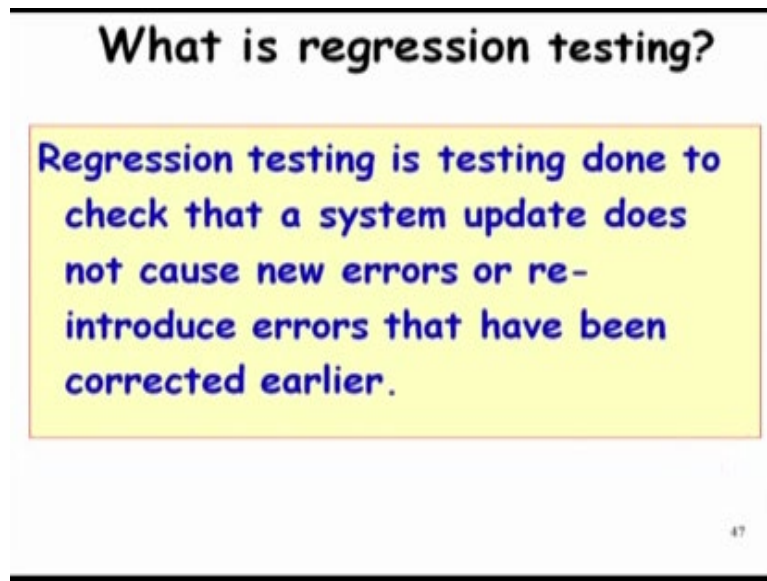 What is regression testing?
Regression testing is testing done to
check that a system update does
not cause new errors or re-
introduce errors that have been
corrected earlier.
47